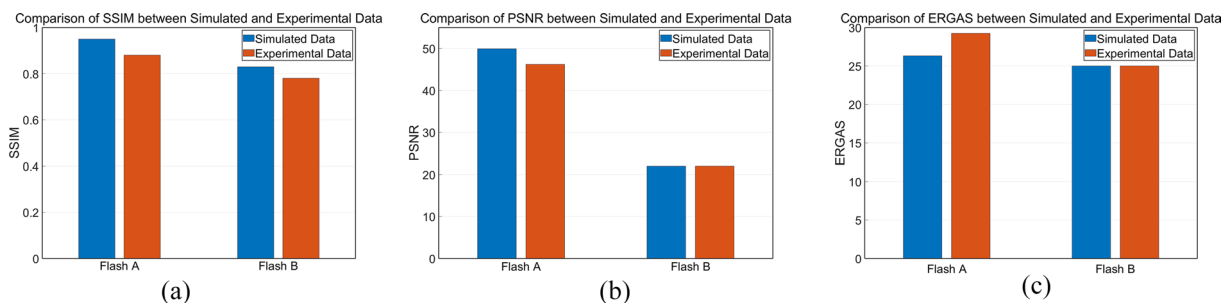 Comparison of SSIM between Simulated and Experimental Data
1
0.8
0.6
0.4
0.2
0
SSIM
Simulated Data
Experimental Data
Flash A
Flash B
(a)
Comparison of PSNR between Simulated and Experimental Data
50
40
30
20
10
0
PSNR
Simulated Data
Experimental Data
Flash A
Flash B
(b)
Comparison of ERGAS between Simulated and Experimental Data
30
25
20
15
10
5
0
ERGAS
Simulated Data
Experimental Data
Flash A
Flash B
(c)